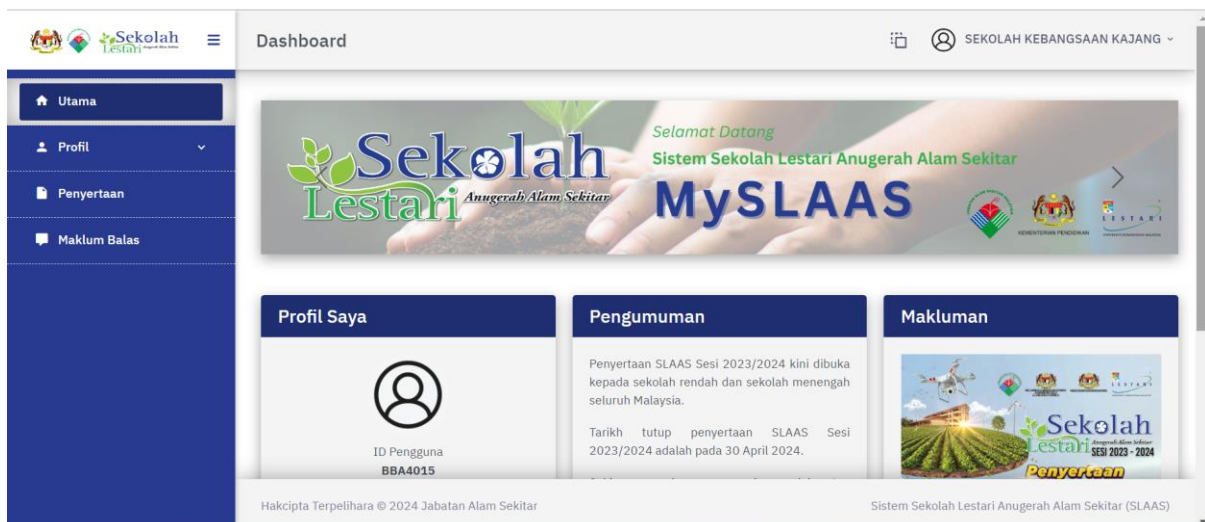 Sekolah
Lestari
Dashboard
SEKOLAH KEBANGSAAN KAJANG
Utama
Profil
Penyertaan
Maklum Balas
Sekolah
Lestari Anugerah Alam Sekitar
Selamat Datang
Sistem Sekolah Lestari Anugerah Alam Sekitar
MySLAAS
KEMENTERIAN PENDIDIKAN
LESTARI
Profil Saya
ID Pengguna
BBA4015
Pengumuman
Penyertaan SLAAS Sesi 2023/2024 kini dibuka
kepada sekolah rendah dan sekolah menengah
seluruh Malaysia.
Tarikh tutup penyertaan SLAAS Sesi
2023/2024 adalah pada 30 April 2024.
Makluman
Sekolah
Lestari Anugerah Alam Sekitar
SESI 2023 - 2024
Penyertaan
Hakcipta Terpelihara © 2024 Jabatan Alam Sekitar
Sistem Sekolah Lestari Anugerah Alam Sekitar (SLAAS)